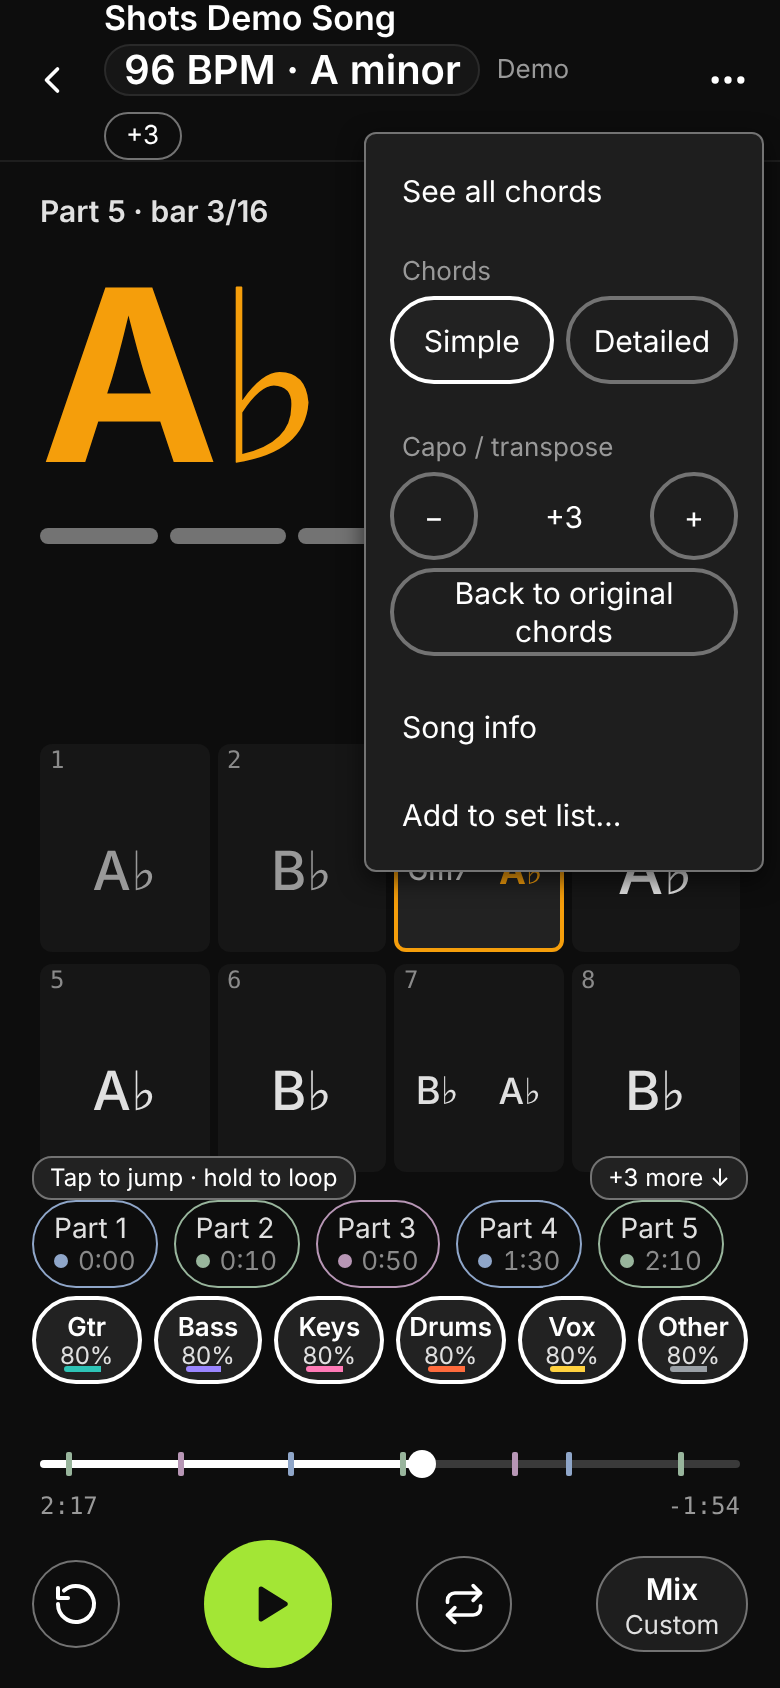 Shots Demo Song
96 BPM · A minor
Demo
+3
Part 5 · bar 3/16
A♭
See all chords
Chords
Simple
Detailed
Capo / transpose
−
+3
+
Back to original
chords
Song info
Add to set list...
1
A♭
2
B♭
A♭
A♭
5
A♭
6
B♭
7
B♭ A♭
8
B♭
Tap to jump · hold to loop
+3 more ↓
Part 1
0:00
Part 2
0:10
Part 3
0:50
Part 4
1:30
Part 5
2:10
Gtr
80%
Bass
80%
Keys
80%
Drums
80%
Vox
80%
Other
80%
2:17
-1:54
Mix
Custom